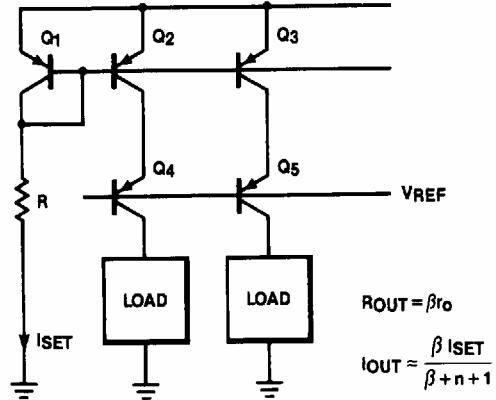 Q1
Q2
Q3
Q4
Q5
VREF
R
LOAD
LOAD
ISET
ROUT = βro
IOUT ≈ β ISET / β + n + 1